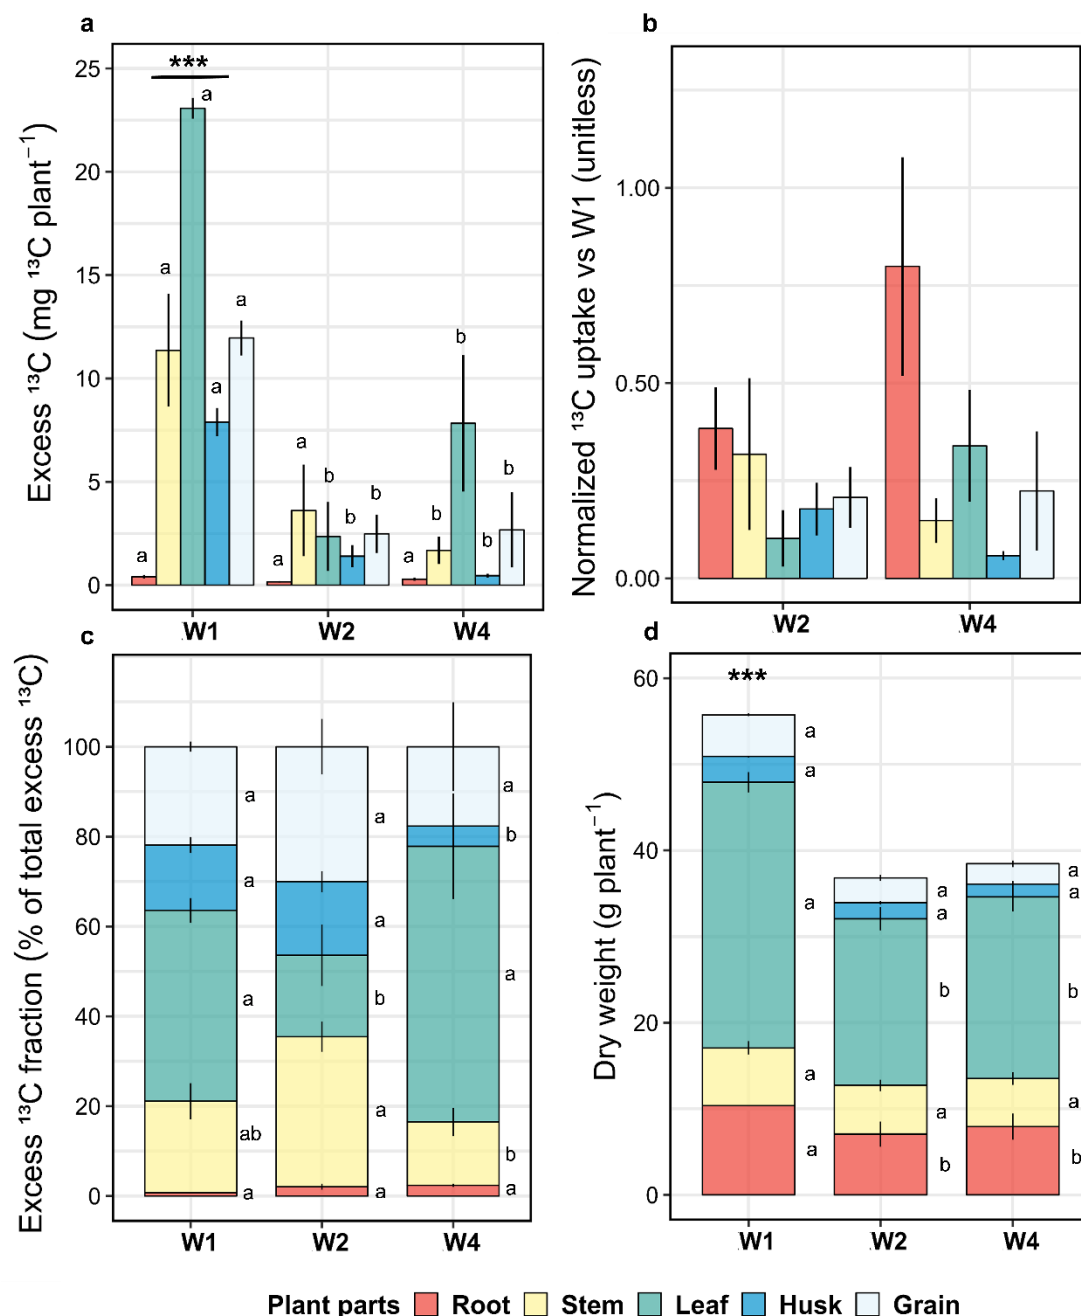 a
b
***
a
a
a
a
a
a
a
b
b
b
a
b
b
b
b
25
20
15
10
5
0
Excess ¹³C (mg ¹³C plant⁻¹)
W1
W2
W4
1.00
0.50
0.00
Normalized ¹³C uptake vs W1 (unitless)
W2
W4
c
d
100
80
60
40
20
0
Excess ¹³C fraction (% of total excess ¹³C)
a
a
a
ab
a
a
a
b
a
a
a
b
a
b
a
W1
W2
W4
***
60
40
20
0
Dry weight (g plant⁻¹)
a
a
a
a
a
a
a
b
a
b
a
a
b
a
b
W1
W2
W4
Plant parts Root Stem Leaf Husk Grain